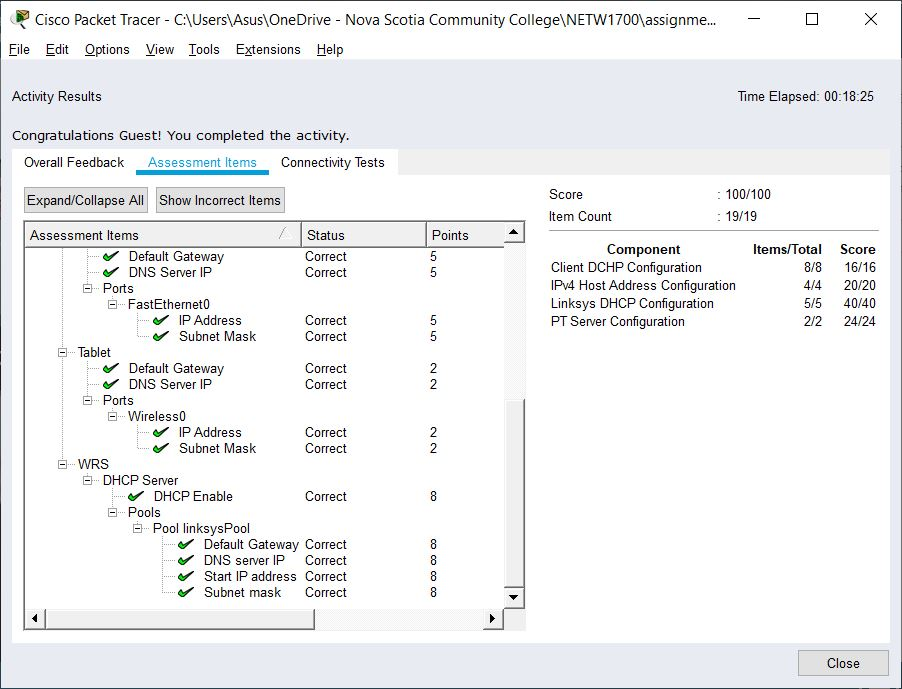 Cisco Packet Tracer - C:\Users\Asus\OneDrive - Nova Scotia Community College\NETW1700\assignme...
File Edit Options View Tools Extensions Help
Activity Results
Time Elapsed: 00:18:25
Congratulations Guest! You completed the activity.
Overall Feedback Assessment Items Connectivity Tests
Expand/Collapse All Show Incorrect Items
Assessment Items Status Points
Default Gateway Correct 5
DNS Server IP Correct 5
Ports
FastEthernet0
IP Address Correct 5
Subnet Mask Correct 5
Tablet
Default Gateway Correct 2
DNS Server IP Correct 2
Ports
Wireless0
IP Address Correct 2
Subnet Mask Correct 2
WRS
DHCP Server
DHCP Enable Correct 8
Pools
Pool linksysPool
Default Gateway Correct 8
DNS server IP Correct 8
Start IP address Correct 8
Subnet mask Correct 8
Score : 100/100
Item Count : 19/19
Component Items/Total Score
Client DCHP Configuration 8/8 16/16
IPv4 Host Address Configuration 4/4 20/20
Linksys DHCP Configuration 5/5 40/40
PT Server Configuration 2/2 24/24
Close